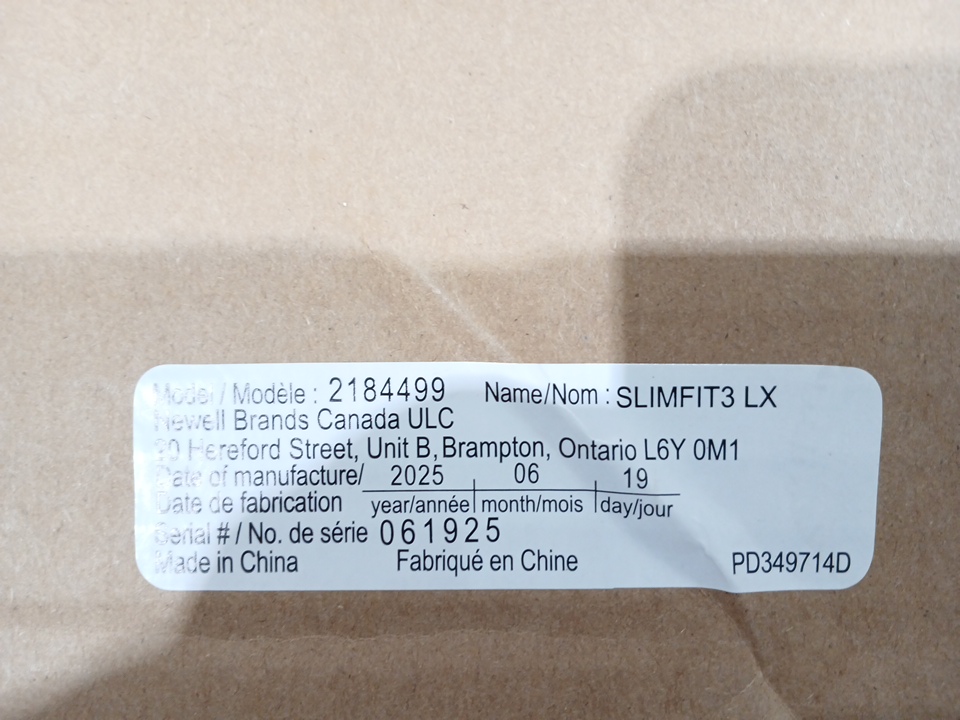 Model / Modèle : 2184499 Name/Nom : SLIMFIT3 LX
Newell Brands Canada ULC
20 Hereford Street, Unit B, Brampton, Ontario L6Y 0M1
Date of manufacture/ 2025 06 19
Date de fabrication year/année month/mois day/jour
Serial # / No. de série 061925
Made in China Fabriqué en Chine PD349714D